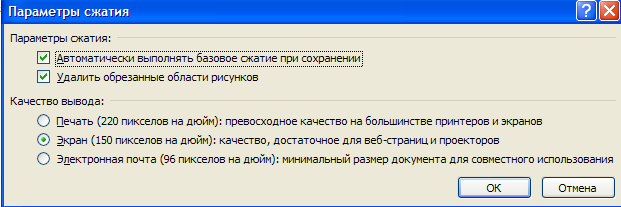 Параметры сжатия
Параметры сжатия:
Автоматически выполнять базовое сжатие при сохранении
Удалить обрезанные области рисунков
Качество вывода:
Печать (220 пикселов на дюйм): превосходное качество на большинстве принтеров и экранов
Экран (150 пикселов на дюйм): качество, достаточное для веб-страниц и проекторов
Электронная почта (96 пикселов на дюйм): минимальный размер документа для совместного использования
ОК Отмена